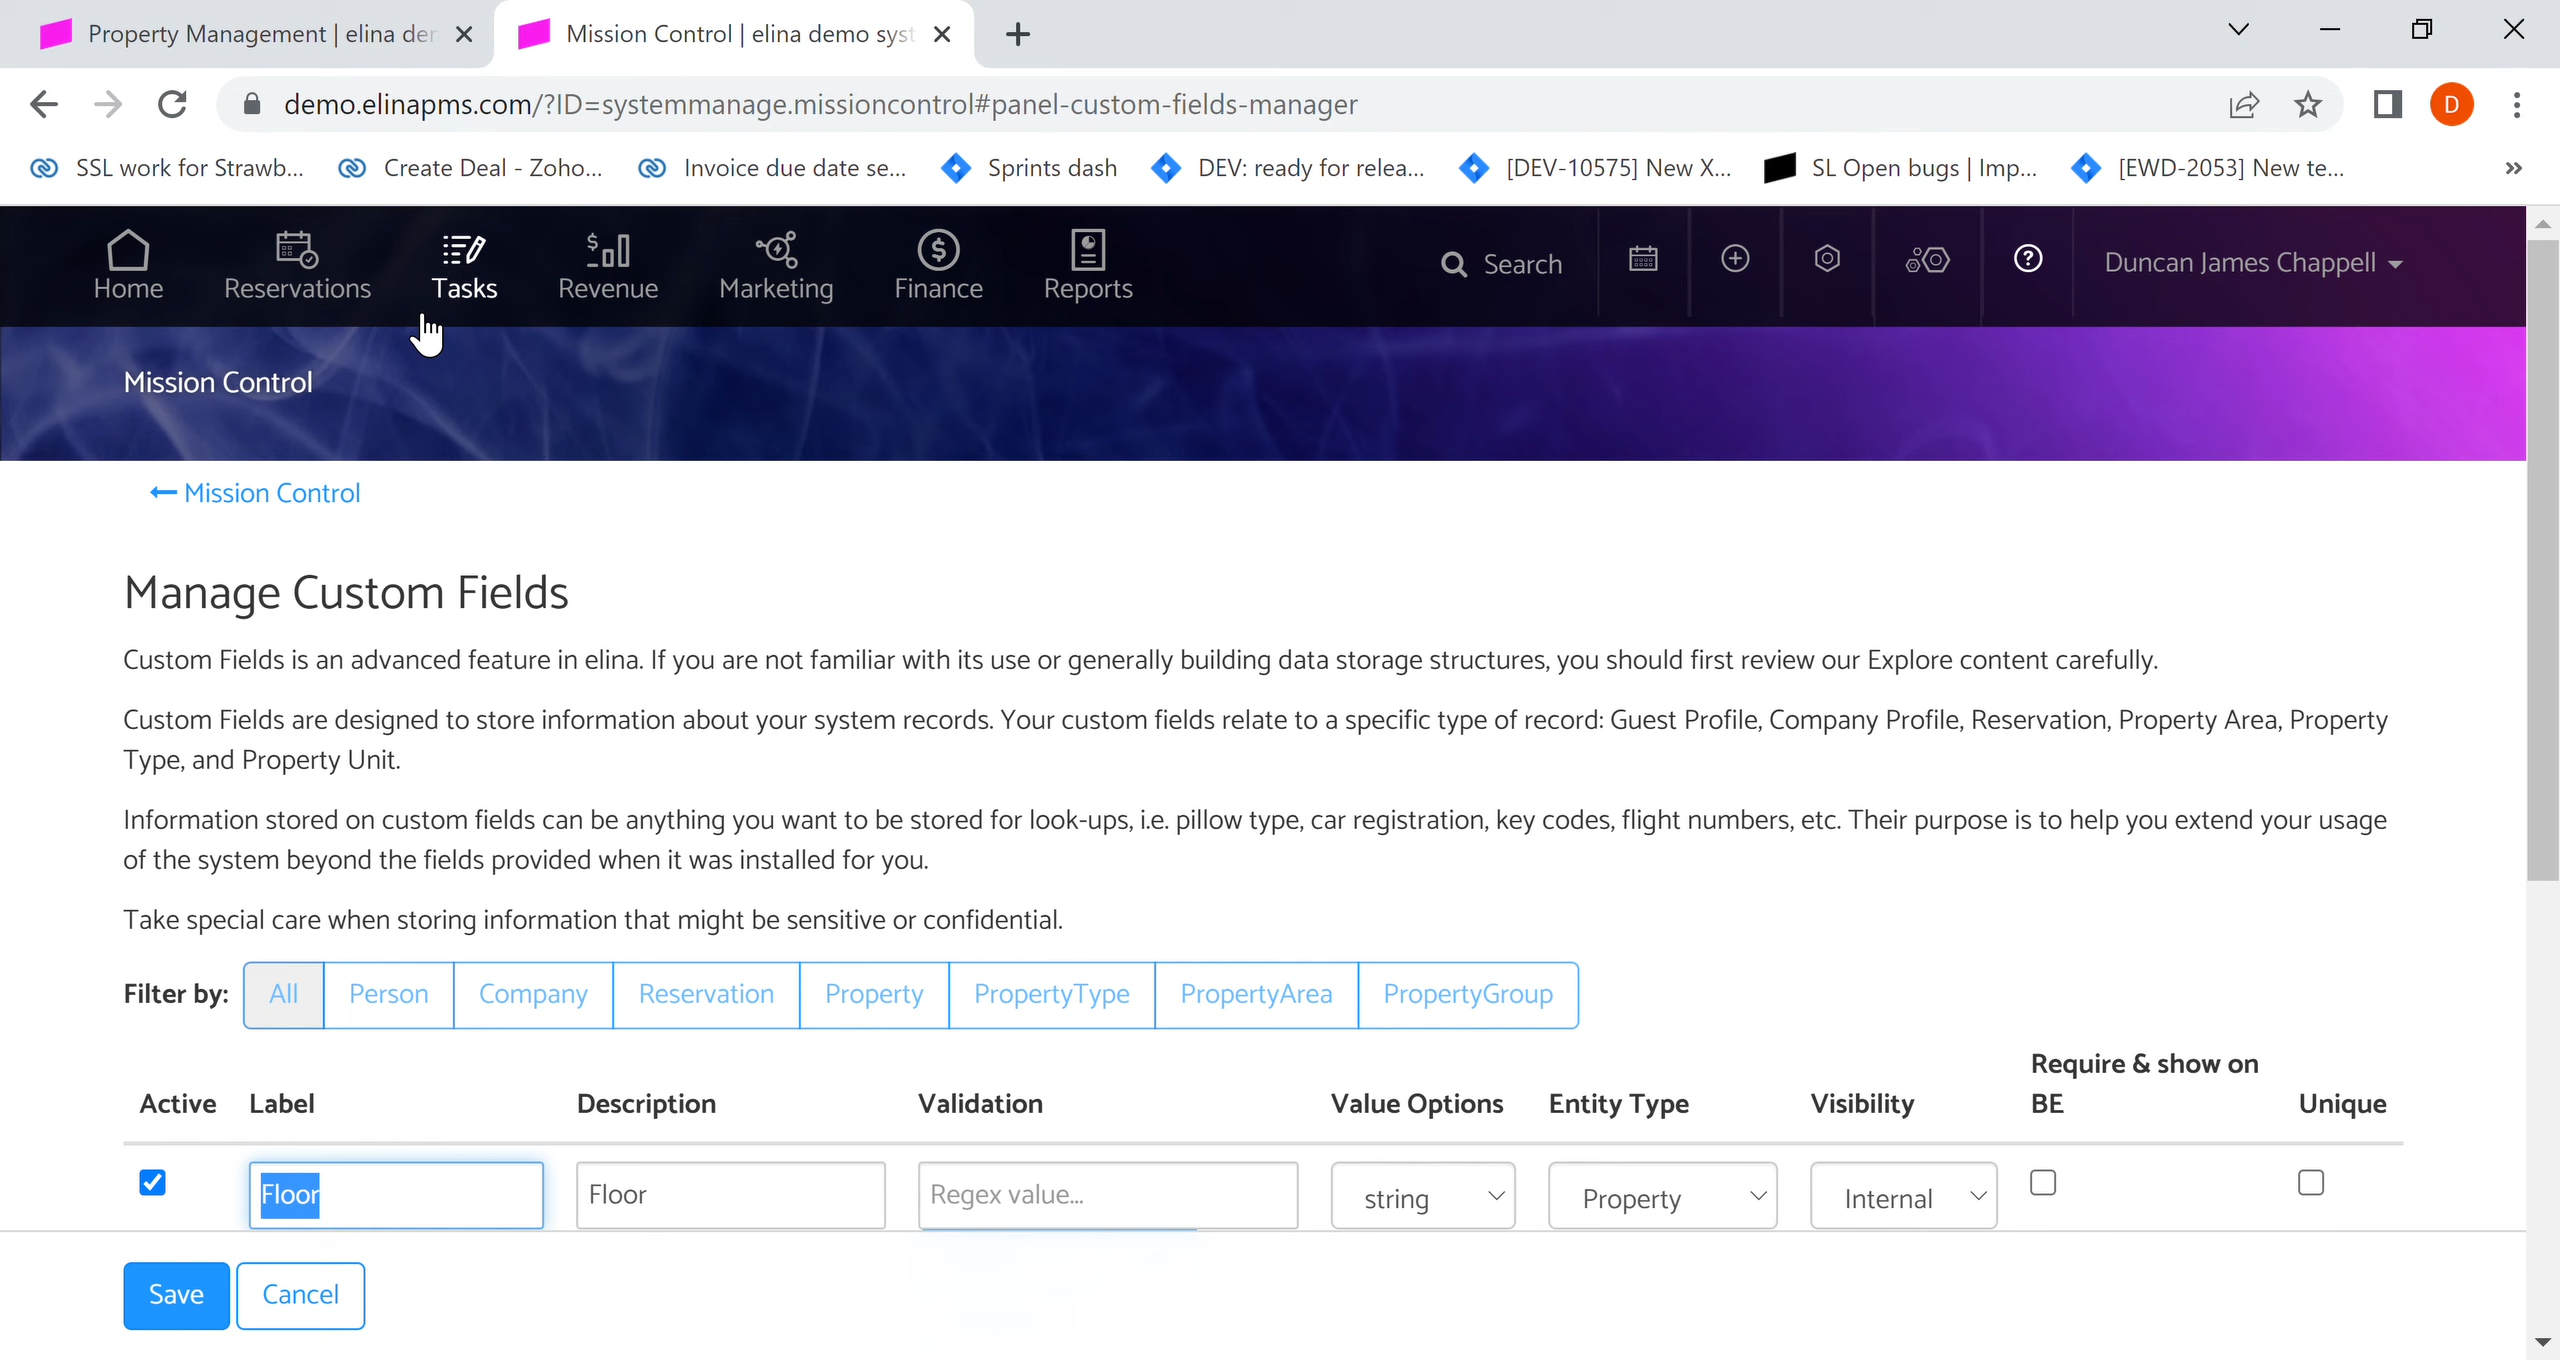 Property Management | elina der
Mission Control | elina demo syst
demo.elinapms.com/?ID=systemmanage.missioncontrol#panel-custom-fields-manager
D
SSL work for Strawb...
Create Deal - Zoho...
Invoice due date se...
Sprints dash
DEV: ready for relea...
[DEV-10575] New X...
SL Open bugs | Imp...
[EWD-2053] New te...
»
Home
Reservations
Tasks
Revenue
Marketing
Finance
Reports
Search
Duncan James Chappell
Mission Control
← Mission Control
Manage Custom Fields
Custom Fields is an advanced feature in elina. If you are not familiar with its use or generally building data storage structures, you should first review our Explore content carefully.
Custom Fields are designed to store information about your system records. Your custom fields relate to a specific type of record: Guest Profile, Company Profile, Reservation, Property Area, Property
Type, and Property Unit.
Information stored on custom fields can be anything you want to be stored for look-ups, i.e. pillow type, car registration, key codes, flight numbers, etc. Their purpose is to help you extend your usage
of the system beyond the fields provided when it was installed for you.
Take special care when storing information that might be sensitive or confidential.
Filter by: All Person Company Reservation Property PropertyType PropertyArea PropertyGroup
Require & show on
Active Label Description Validation Value Options Entity Type Visibility BE Unique
Floor Floor Regex value... string Property Internal
Save Cancel